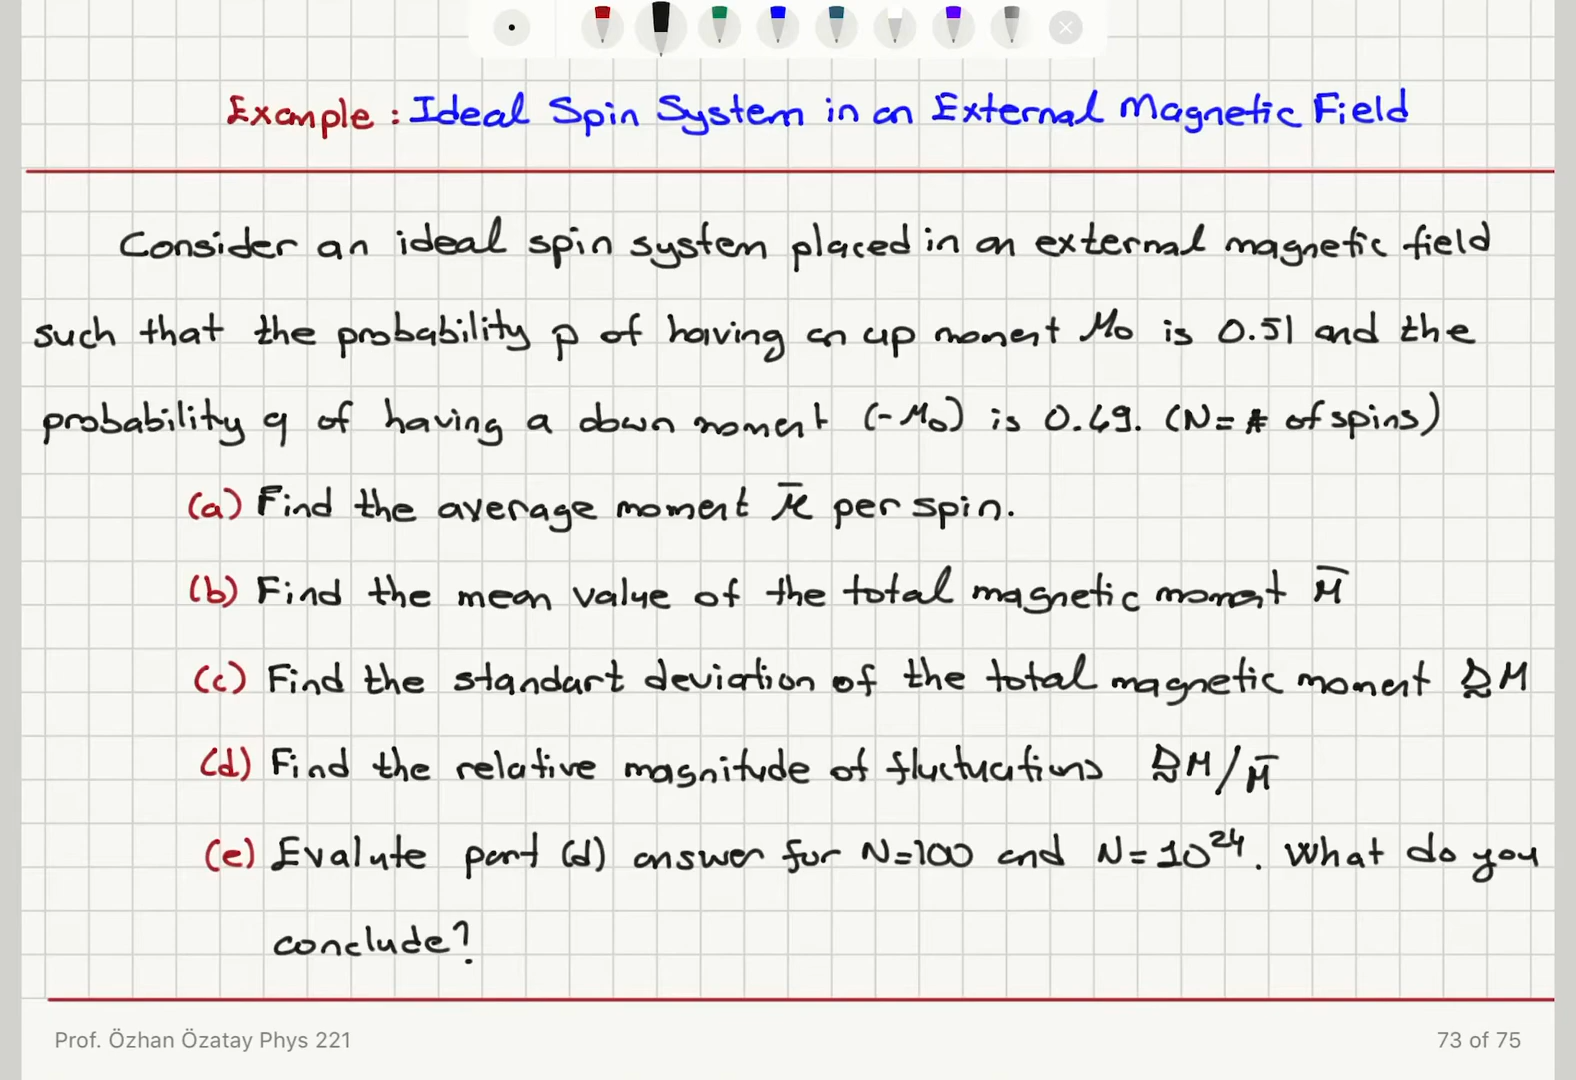 Example : Ideal Spin System in an External Magnetic Field
Consider an ideal spin system placed in an external magnetic field
such that the probability p of having an up moment μ₀ is 0.51 and the
probability q of having a down moment (-μ₀) is 0.49. (N = # of spins)
(a) Find the average moment μ̄ per spin.
(b) Find the mean value of the total magnetic moment M̄
(c) Find the standart deviation of the total magnetic moment ΔM
(d) Find the relative magnitude of fluctuations ΔM/M̄
(e) Evalute part (d) answer for N=100 and N=10²⁴. What do you
conclude?
Prof. Özhan Özatay Phys 221
73 of 75